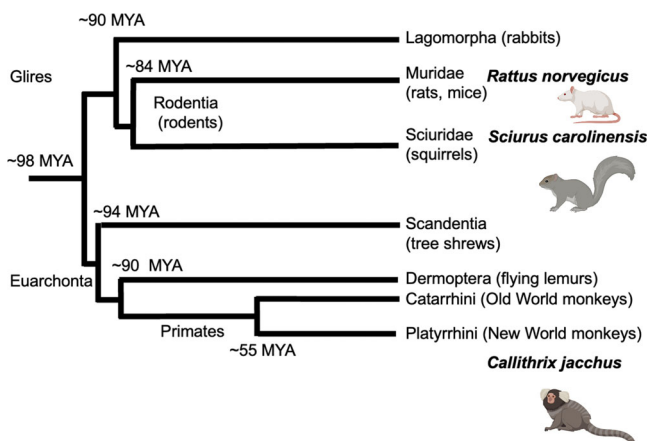 ~90 MYA
Lagomorpha (rabbits)
~84 MYA
Glires
Muridae
(rats, mice)
Rattus norvegicus
Rodentia
(rodents)
Sciuridae
(squirrels)
Sciurus carolinensis
~98 MYA
~94 MYA
Scandentia
(tree shrews)
~90 MYA
Euarchonta
Dermoptera (flying lemurs)
Catarrhini (Old World monkeys)
Primates
Platyrrhini (New World monkeys)
~55 MYA
Callithrix jacchus